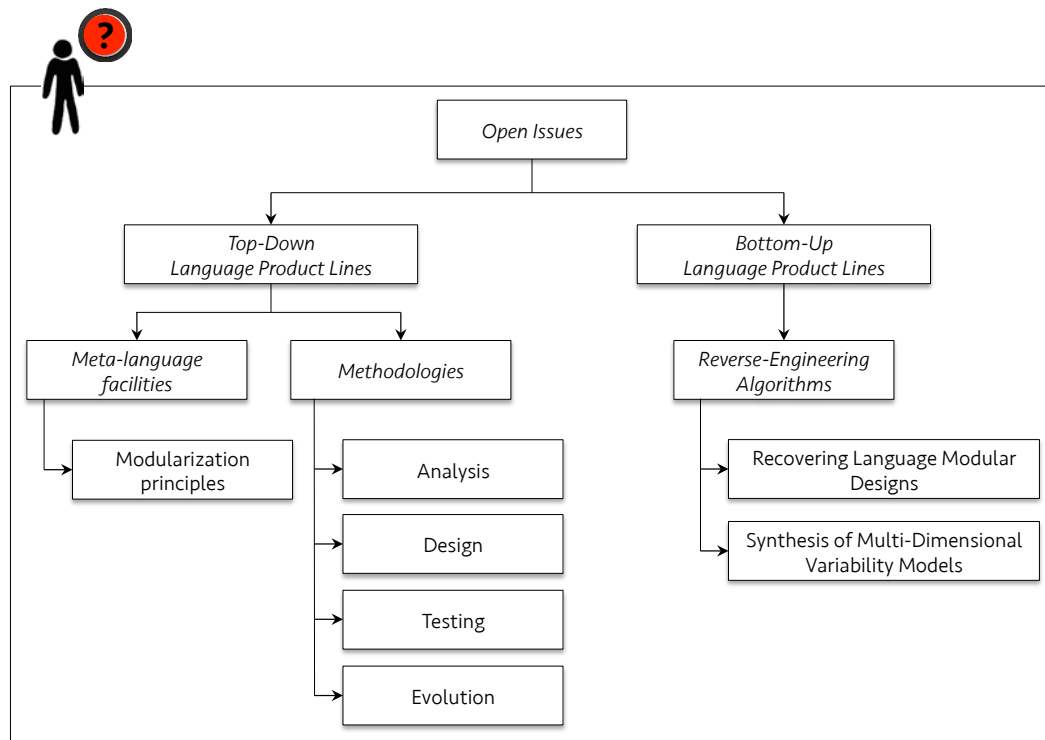 ?
Open Issues
Top-Down
Language Product Lines
Bottom-Up
Language Product Lines
Meta-language
facilities
Methodologies
Reverse-Engineering
Algorithms
Modularization
principles
Analysis
Design
Testing
Evolution
Recovering Language Modular
Designs
Synthesis of Multi-Dimensional
Variability Models